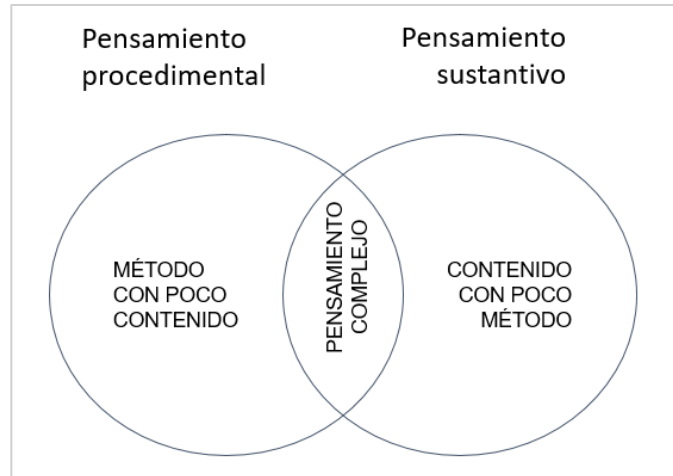 Pensamiento
procedimental
Pensamiento
sustantivo
MÉTODO
CON POCO
CONTENIDO
PENSAMIENTO
COMPLEJO
CONTENIDO
CON POCO
MÉTODO